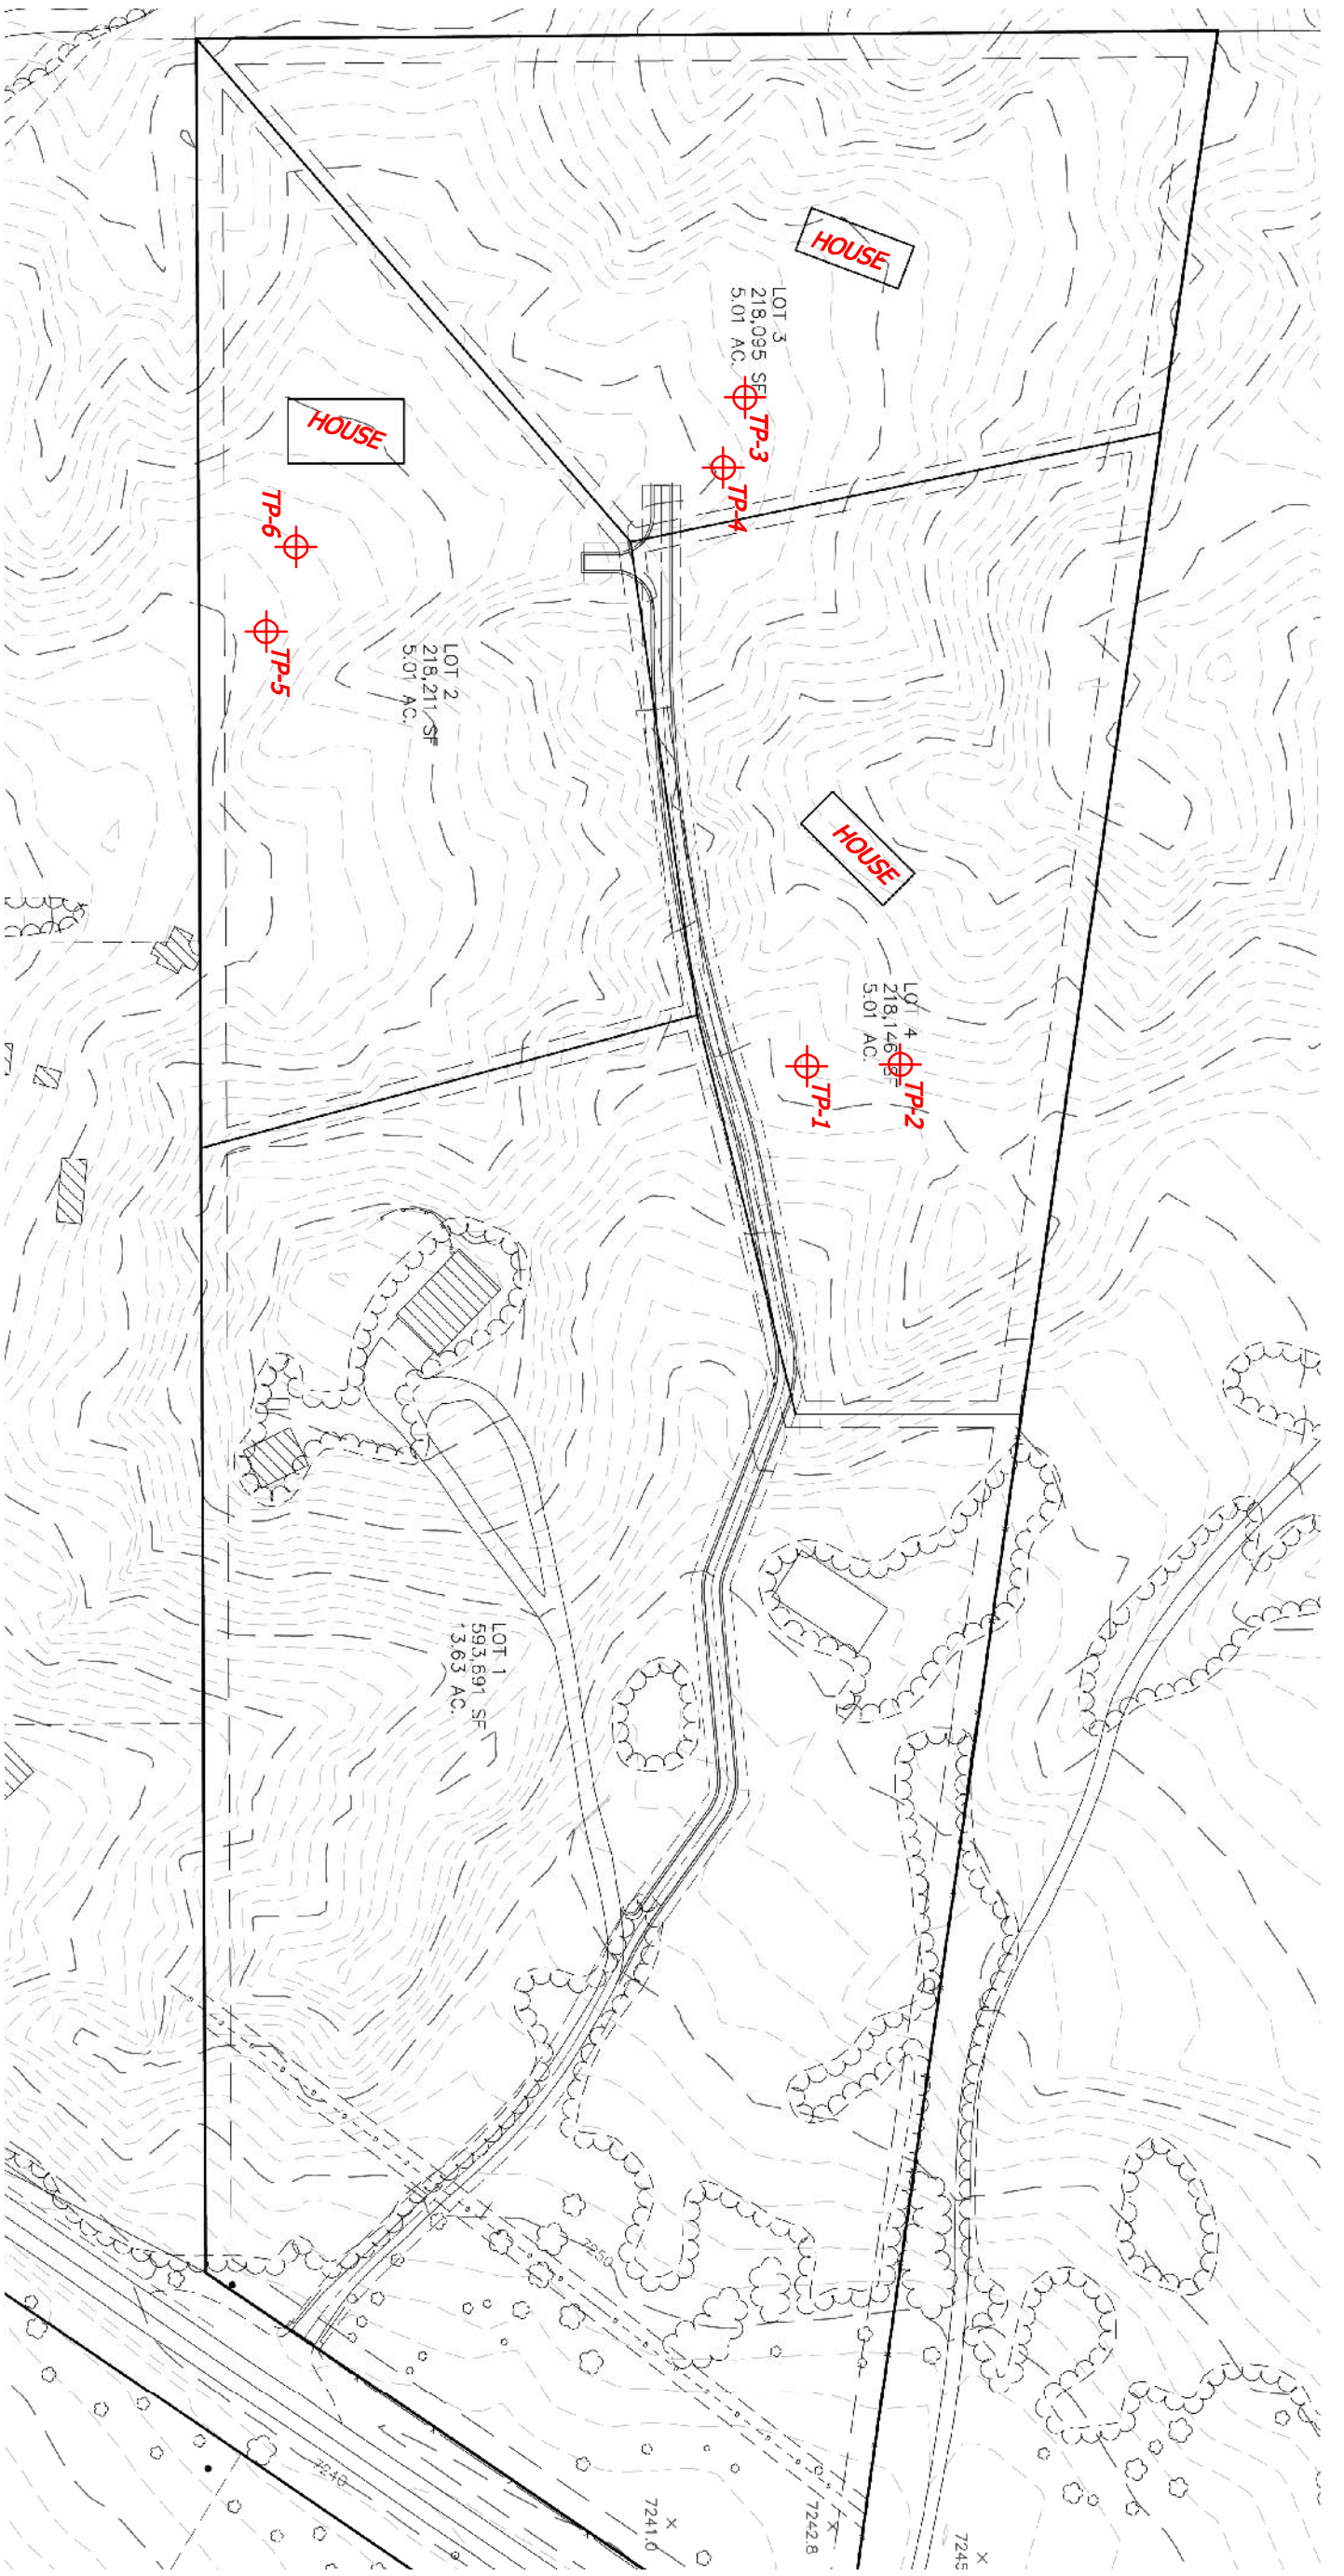 HOUSE
LOT 3
218,095 SF
5.01 AC.
TP-3
TP-4
HOUSE
TP-6
TP-5
LOT 2
218,211 SF
5.01 AC.
HOUSE
LOT 4
218,146 SF
5.01 AC.
TP-2
TP-1
LOT 1
593,691 SF
13.63 AC.
7250
7240
7241.6
7242.8
7245